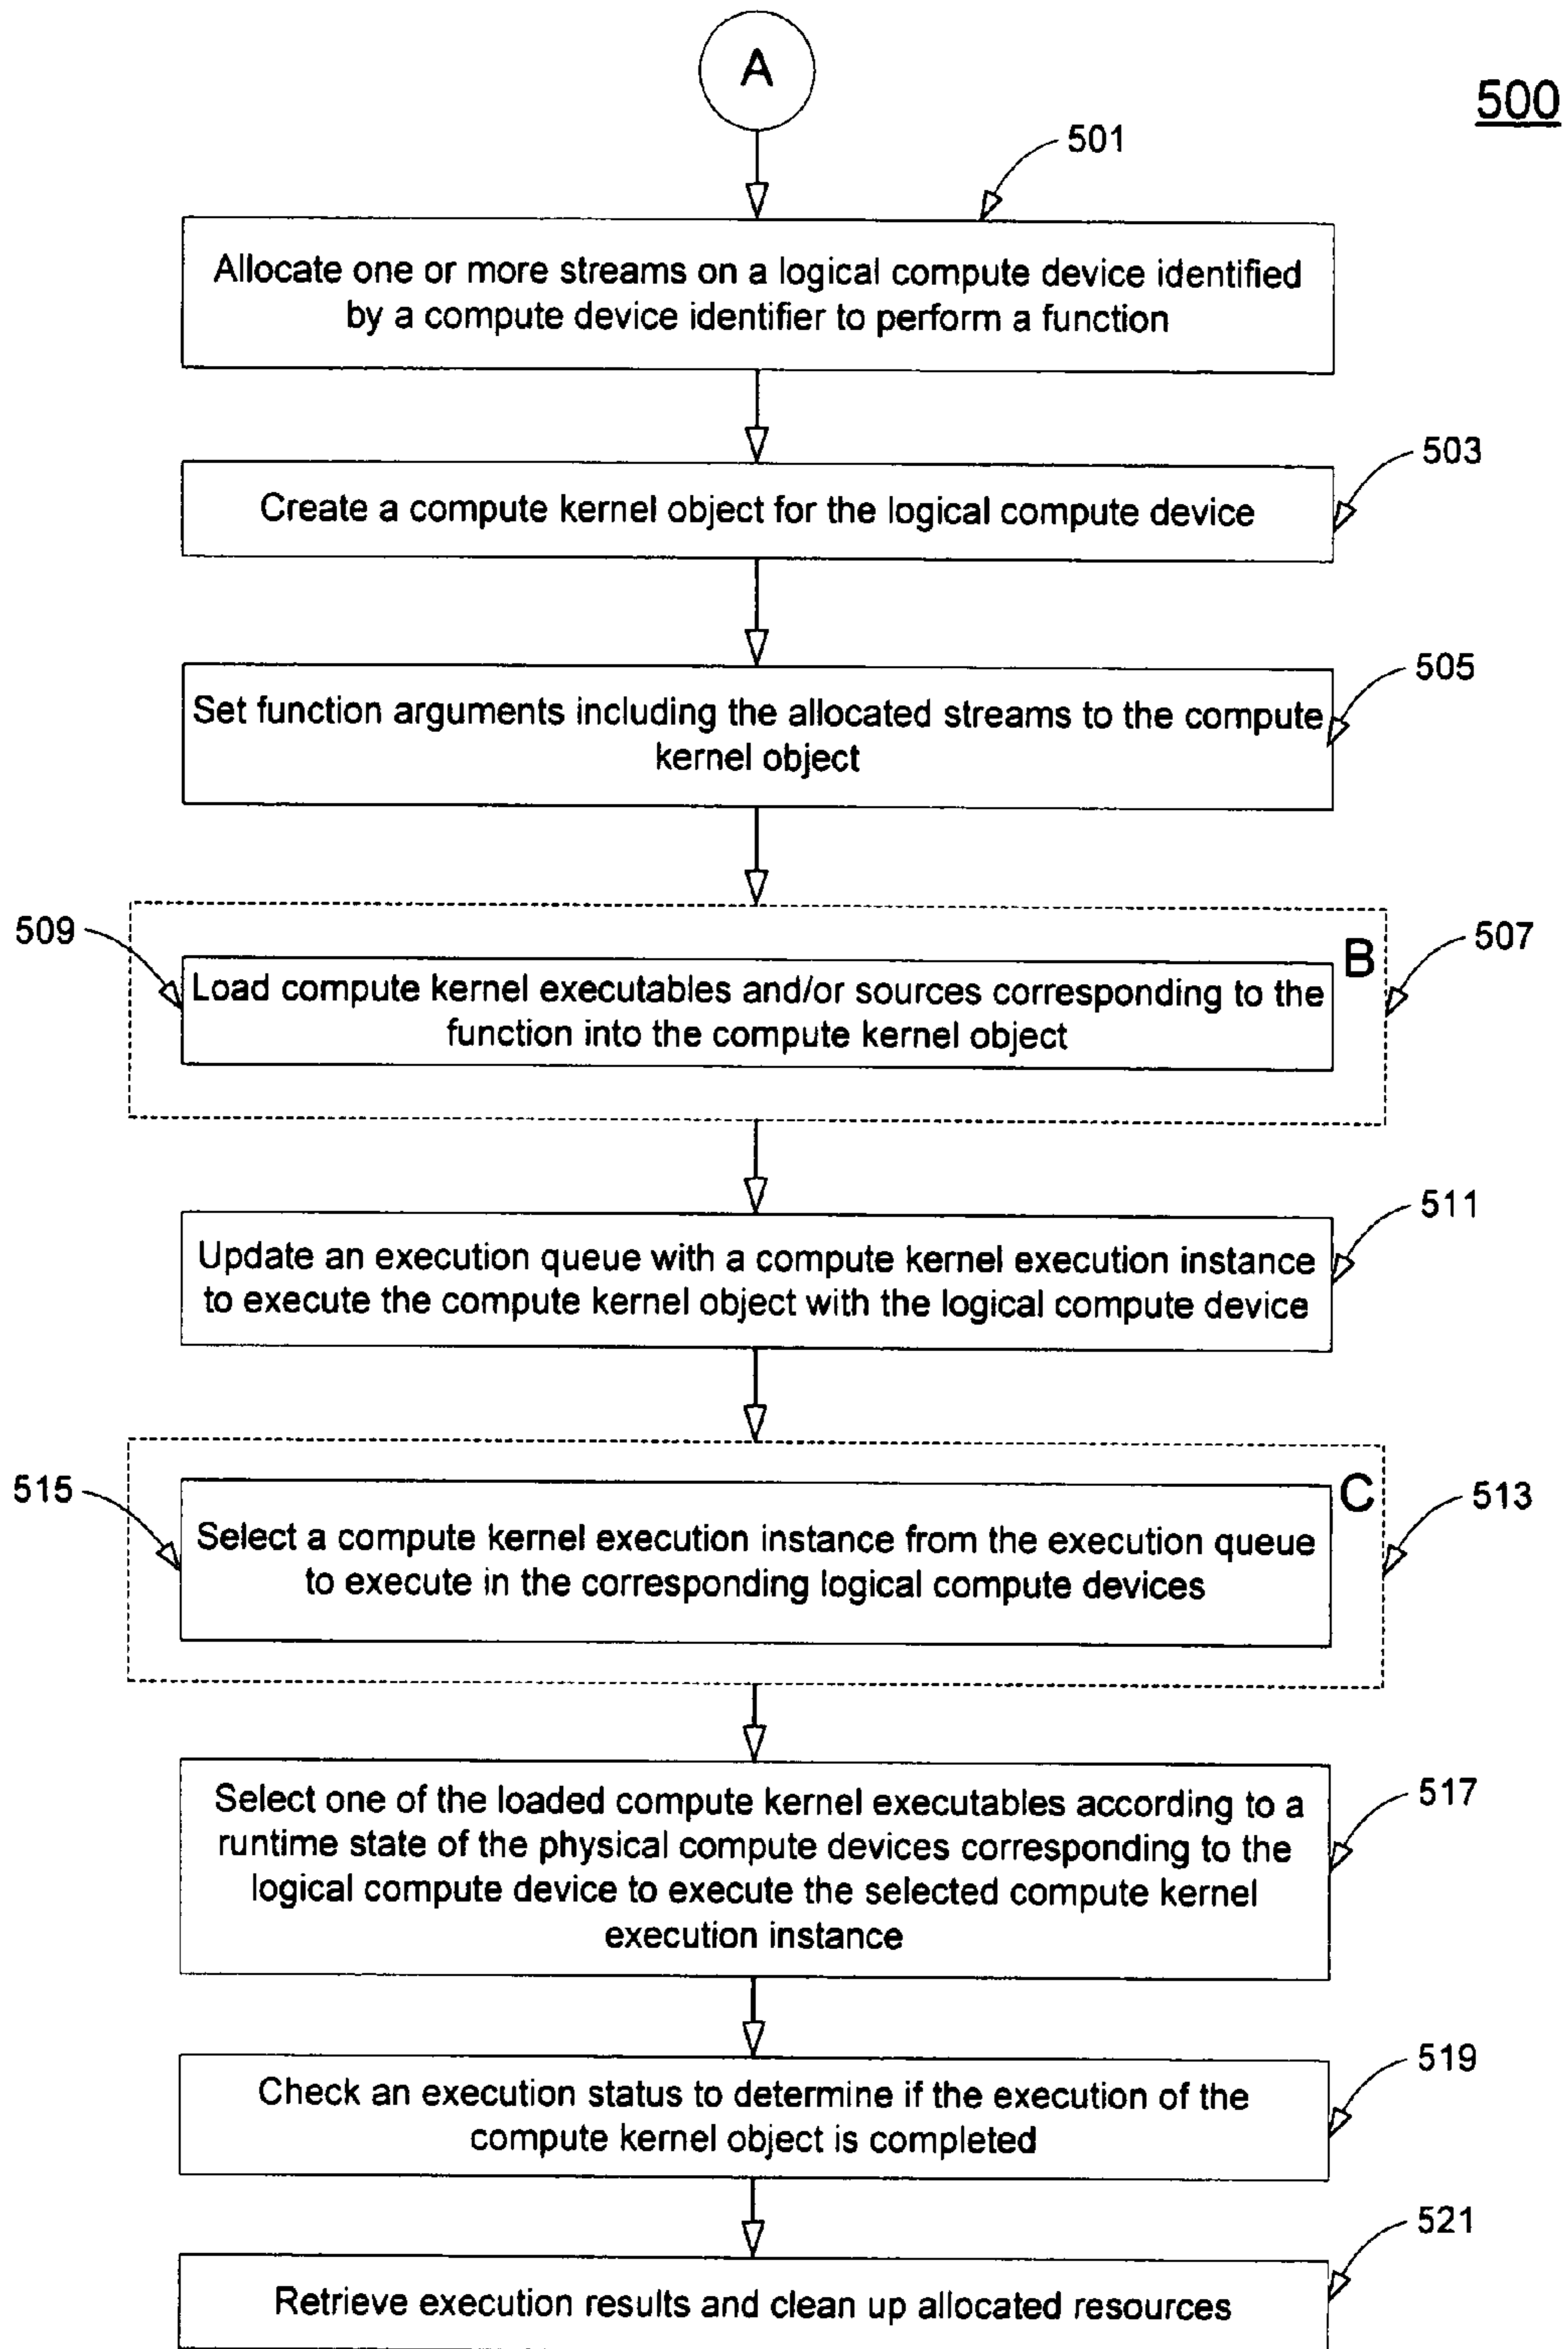 A
500
501
Allocate one or more streams on a logical compute device identified
by a compute device identifier to perform a function
503
Create a compute kernel object for the logical compute device
505
Set function arguments including the allocated streams to the compute
kernel object
509
B
507
Load compute kernel executables and/or sources corresponding to the
function into the compute kernel object
511
Update an execution queue with a compute kernel execution instance
to execute the compute kernel object with the logical compute device
515
C
513
Select a compute kernel execution instance from the execution queue
to execute in the corresponding logical compute devices
517
Select one of the loaded compute kernel executables according to a
runtime state of the physical compute devices corresponding to the
logical compute device to execute the selected compute kernel
execution instance
519
Check an execution status to determine if the execution of the
compute kernel object is completed
521
Retrieve execution results and clean up allocated resources